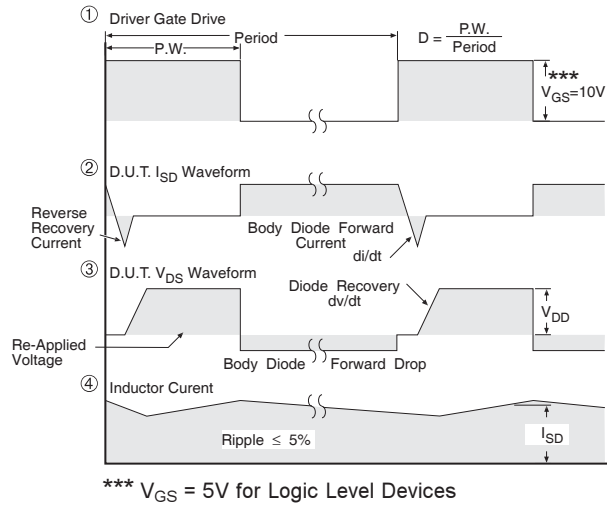 ① Driver Gate Drive
P.W.
Period
D = P.W.
Period
***
VGS=10V
② D.U.T. ISD Waveform
Reverse
Recovery
Current
Body Diode Forward
Current
di/dt
③ D.U.T. VDS Waveform
Diode Recovery
dv/dt
VDD
Re-Applied
Voltage
Body Diode Forward Drop
④ Inductor Curent
Ripple ≤ 5%
ISD
*** VGS = 5V for Logic Level Devices